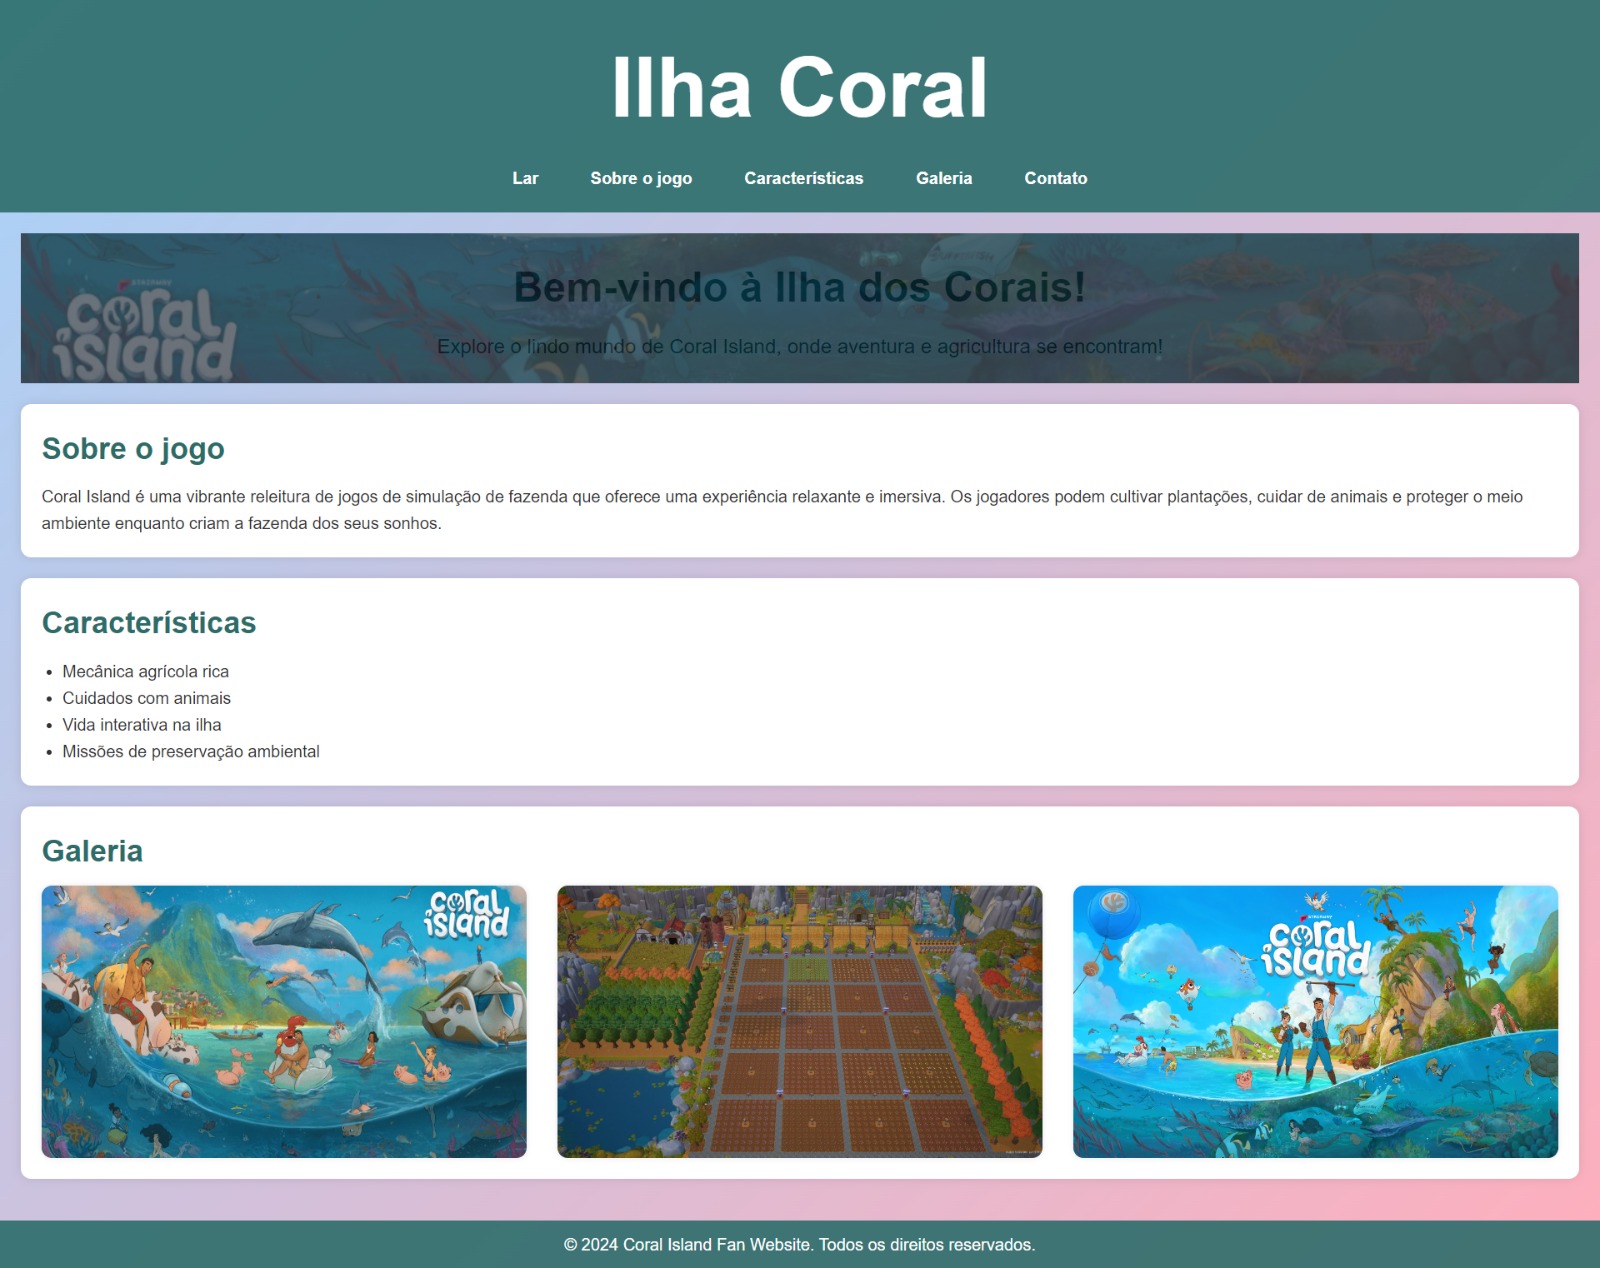 Ilha Coral
Lar Sobre o jogo Características Galeria Contato
coral island
Bem-vindo à Ilha dos Corais!
Explore o lindo mundo de Coral Island, onde aventura e agricultura se encontram!
Sobre o jogo
Coral Island é uma vibrante releitura de jogos de simulação de fazenda que oferece uma experiência relaxante e imersiva. Os jogadores podem cultivar plantações, cuidar de animais e proteger o meio
ambiente enquanto criam a fazenda dos seus sonhos.
Características
• Mecânica agrícola rica
• Cuidados com animais
• Vida interativa na ilha
• Missões de preservação ambiental
Galeria
coral island
coral island
© 2024 Coral Island Fan Website. Todos os direitos reservados.